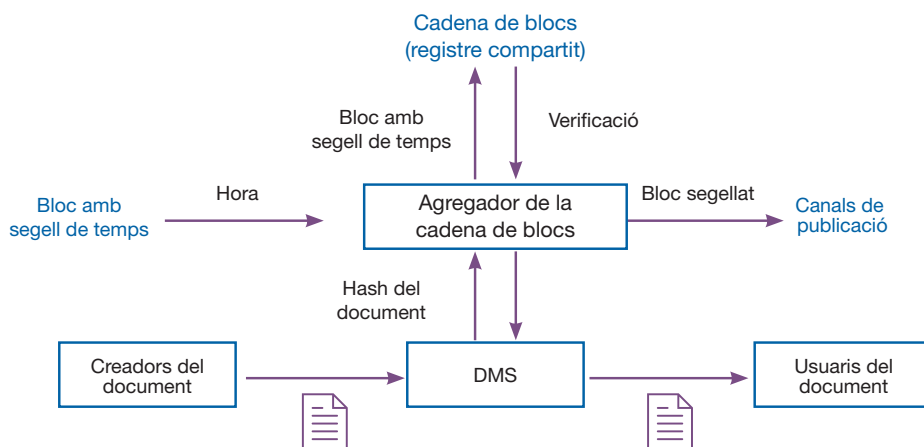 Cadena de blocs
(registre compartit)
Bloc amb
segell de temps
Verificació
Bloc amb
segell de temps
Hora
Agregador de la
cadena de blocs
Bloc segellat
Canals de
publicació
Hash del
document
Creadors del
document
DMS
Usuaris del
document